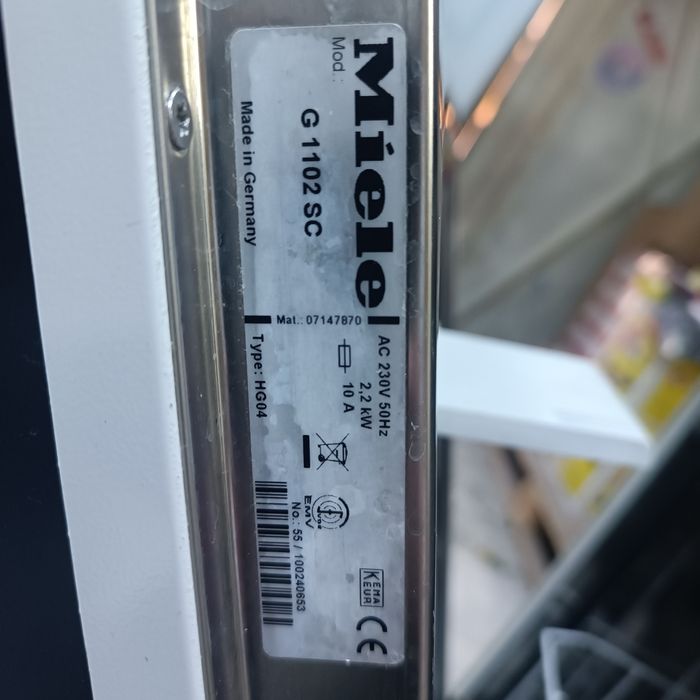 Miele
Mod.:
G 1102 SC
Made in Germany
Mat.: 07147870
AC 230V 50Hz
2,2 kW
10 A
Type: HG04
EMV
No.: 55 / 100240653
KEMA
KEUR
CE